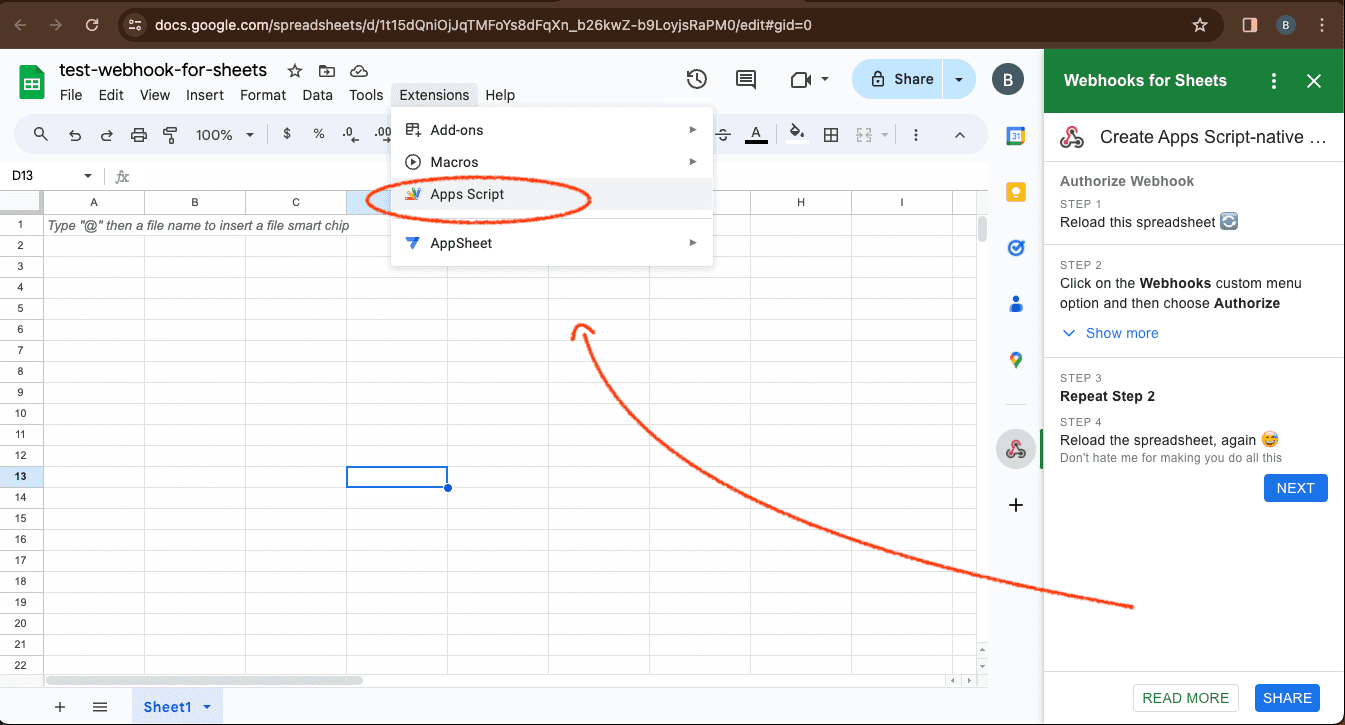 docs.google.com/spreadsheets/d/1t15dQniOjJqTMFoYs8dFqXn_b26kwZ-b9LoyjsRaPM0/edit#gid=0
B
test-webhook-for-sheets
File Edit View Insert Format Data Tools Extensions Help
Share
B
100% $ % .0 .00 A
Add-ons
Macros
Apps Script
AppSheet
D13 fx
A B C H I
1 Type "@" then a file name to insert a file smart chip
2
3
4
5
6
7
8
9
10
11
12
13
14
15
16
17
18
19
20
21
22
Sheet1
31
Webhooks for Sheets
Create Apps Script-native ...
Authorize Webhook
STEP 1
Reload this spreadsheet
STEP 2
Click on the Webhooks custom menu
option and then choose Authorize
Show more
STEP 3
Repeat Step 2
STEP 4
Reload the spreadsheet, again 😅
Don't hate me for making you do all this
NEXT
READ MORE SHARE